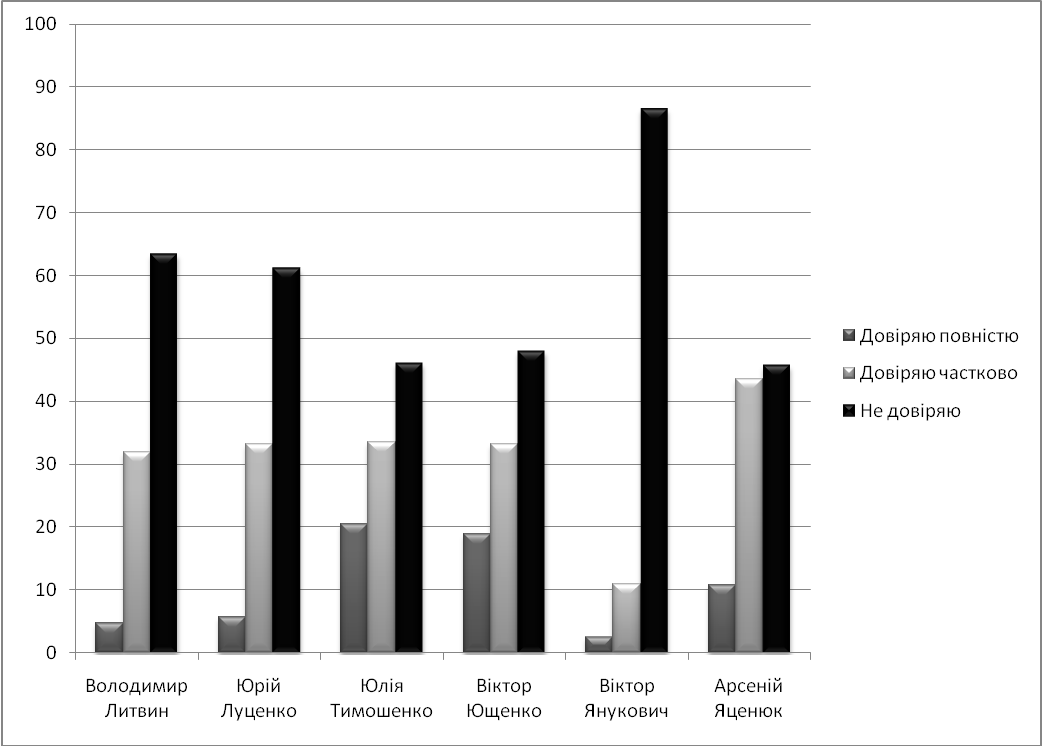 100
90
80
70
60
50
40
30
20
10
0
Володимир
Литвин
Юрій
Луценко
Юлія
Тимошенко
Віктор
Ющенко
Віктор
Янукович
Арсеній
Яценюк
Довіряю повністю
Довіряю частково
Не довіряю